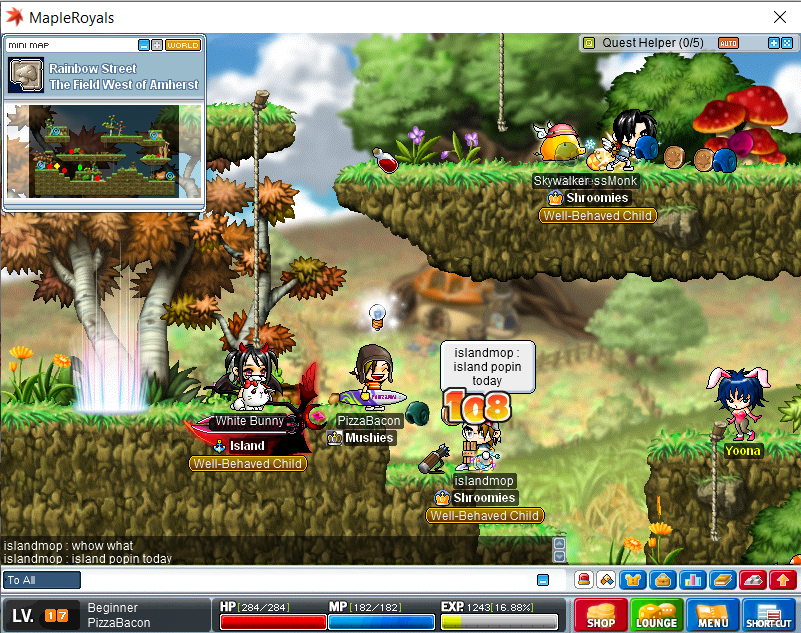 MapleRoyals
MINI MAP
WORLD
Rainbow Street
The Field West of Amherst
Quest Helper (0/5)
AUTO
Skywalker ssMonk
Shroomies
Well-Behaved Child
islandmop :
island popin
today
108
White Bunny
Island
Well-Behaved Child
PizzaBacon
Mushies
islandmop
Shroomies
Well-Behaved Child
Yoona
islandmop : whow what
islandmop : island popin today
To All
LV. 17
Beginner
PizzaBacon
HP[284/284]
MP[182/182]
EXP. 1243[16.88%]
SHOP
LOUNGE
MENU
SHORT CUT